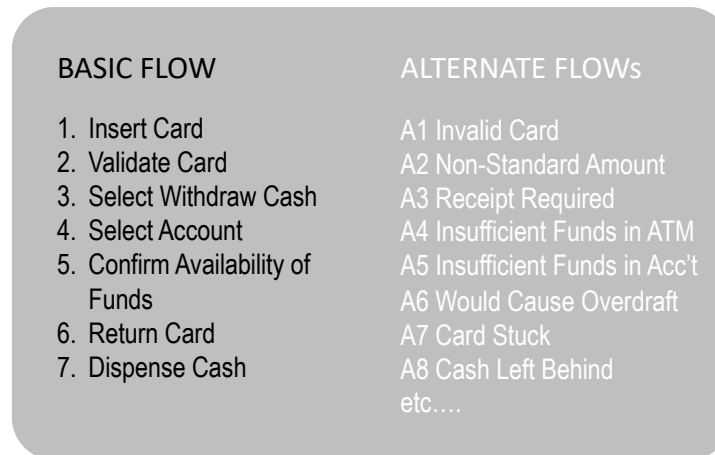 BASIC FLOW
1. Insert Card
2. Validate Card
3. Select Withdraw Cash
4. Select Account
5. Confirm Availability of
Funds
6. Return Card
7. Dispense Cash
ALTERNATE FLOWs
A1 Invalid Card
A2 Non-Standard Amount
A3 Receipt Required
A4 Insufficient Funds in ATM
A5 Insufficient Funds in Acc’t
A6 Would Cause Overdraft
A7 Card Stuck
A8 Cash Left Behind
etc….